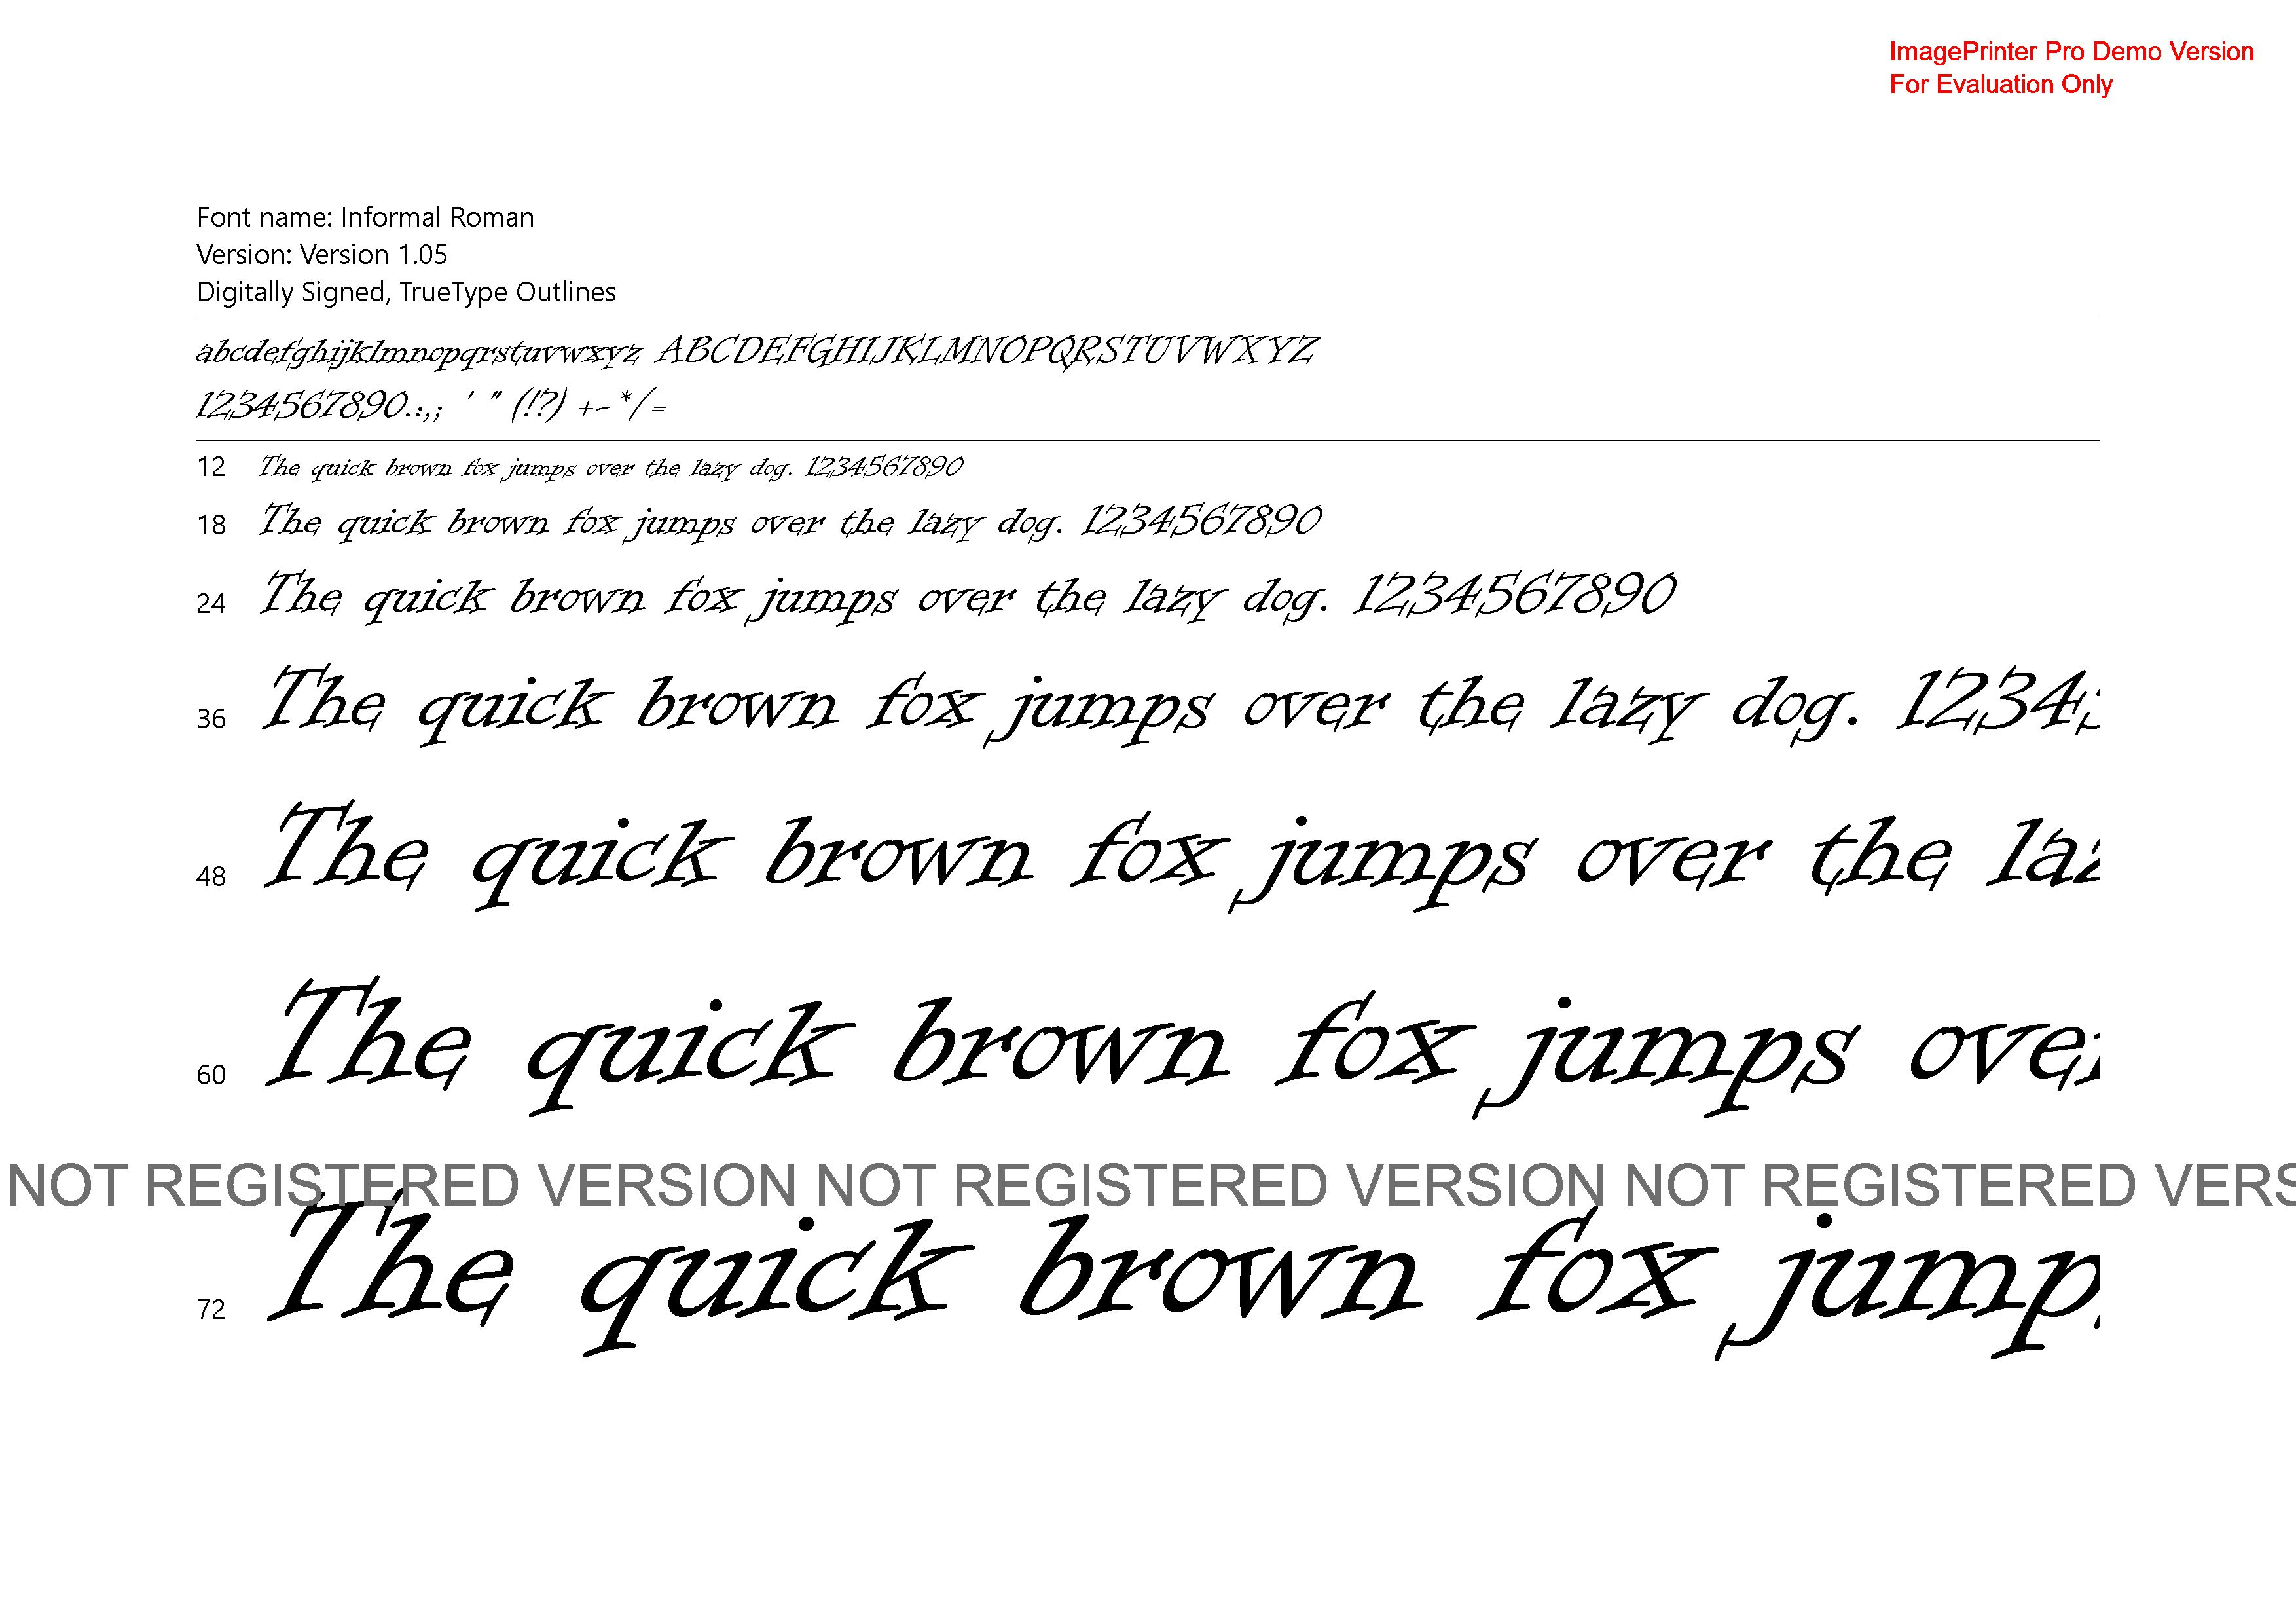 ImagePrinter Pro Demo Version
For Evaluation Only
Font name: Informal Roman
Version: Version 1.05
Digitally Signed, TrueType Outlines
abcdefghijklmnopqrstuvwxyz ABCDEFGHIJKLMNOPQRSTUVWXYZ
1234567890.:,; ' " (!?) +-*/=
12 The quick brown fox jumps over the lazy dog. 1234567890
18 The quick brown fox jumps over the lazy dog. 1234567890
24 The quick brown fox jumps over the lazy dog. 1234567890
36 The quick brown fox jumps over the lazy dog. 1234
48 The quick brown fox jumps over the la
60 The quick brown fox jumps ove
NOT REGISTERED VERSION NOT REGISTERED VERSION NOT REGISTERED VERS
72 The quick brown fox jump